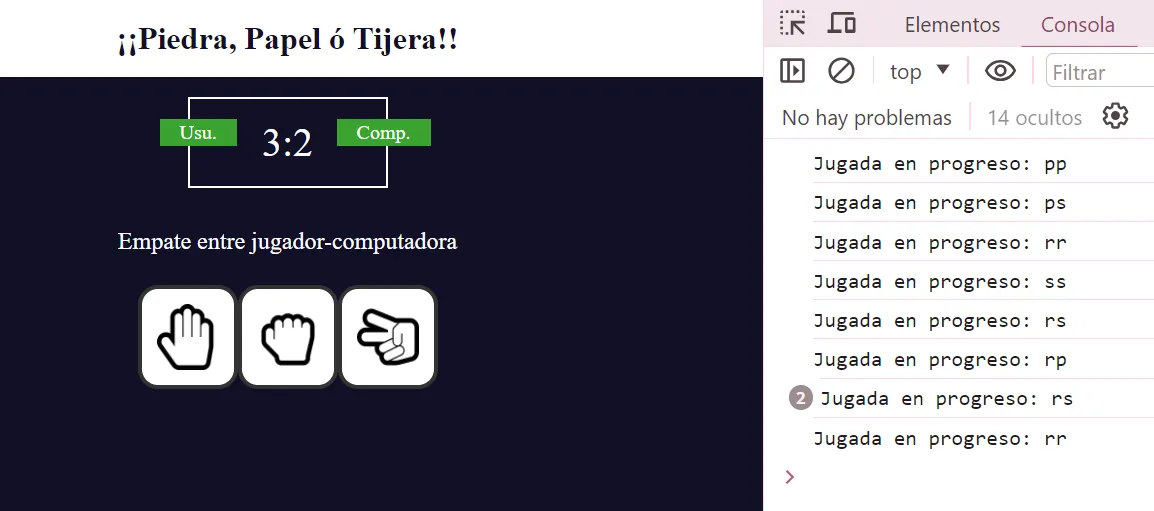 ¡¡Piedra, Papel ó Tijera!!
Usu.
3:2
Comp.
Empate entre jugador-computadora
Elementos
Consola
top
Filtrar
No hay problemas
14 ocultos
Jugada en progreso: pp
Jugada en progreso: ps
Jugada en progreso: rr
Jugada en progreso: ss
Jugada en progreso: rs
Jugada en progreso: rp
2 Jugada en progreso: rs
Jugada en progreso: rr